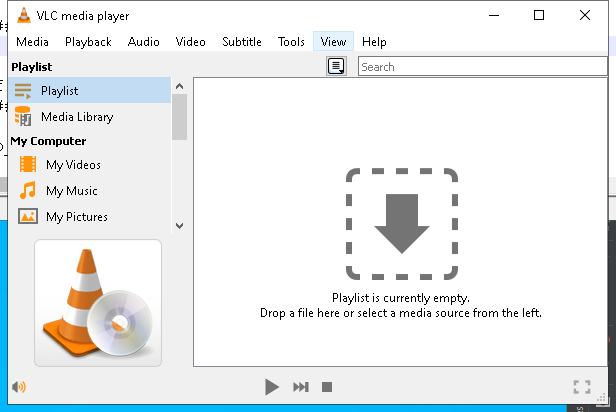 VLC media player
Media Playback Audio Video Subtitle Tools View Help
Playlist
Search
Playlist
Media Library
My Computer
My Videos
My Music
My Pictures
Playlist is currently empty.
Drop a file here or select a media source from the left.